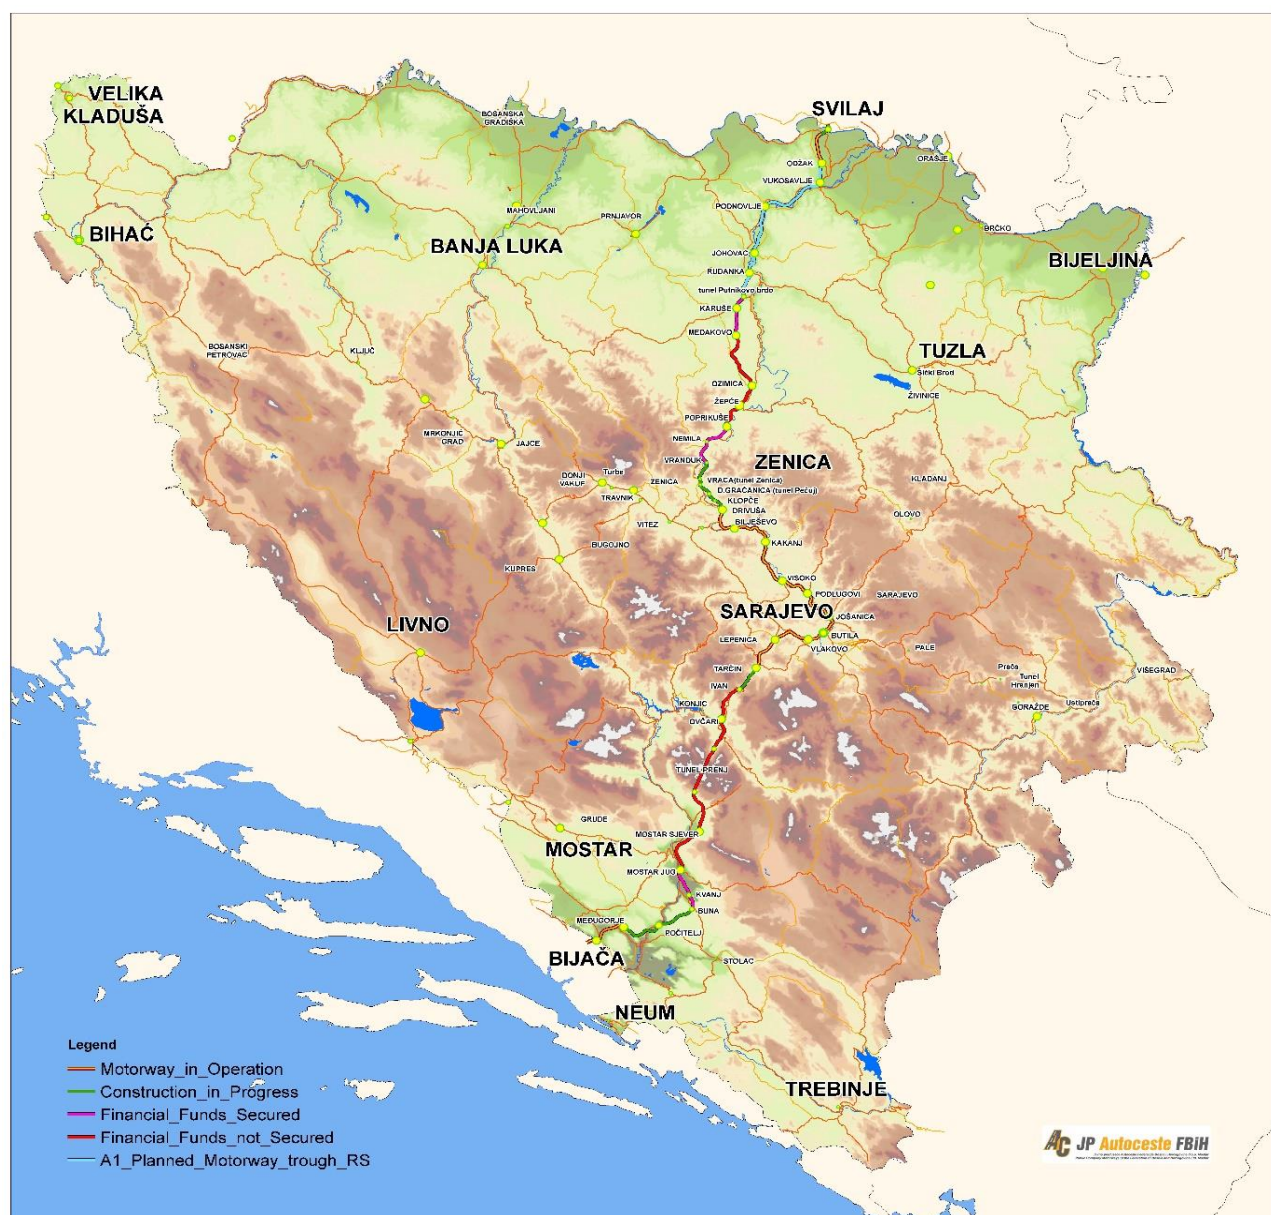 VELIKA
KLADUŠA
SVILAJ
BOSANSKA
GRADIŠKA
ODŽAK
ORAŠJE
VUKOSAVLJE
MAHOVLJANI
PRNJAVOR
PODNOVLJE
BIHAĆ
BANJA LUKA
BRČKO
JOHOVAC
BIJELJINA
RUDANKA
tunel Putnikovo brdo
KARUŠE
MEDAKOVO
BOSANSKI
PETROVAC
KLJUČ
TUZLA
Šićki Brod
OZIMICA
ŽIVINICE
ŽEPČE
POPRIKUŠE
MRKONJIĆ
GRAD
JAJCE
NEMILA
VRANDUK
ZENICA
DONJI
VAKUF
Turbe
ZENICA
TRAVNIK
VRACA(tunel Zenica)
D.GRAČANICA (tunel Pečuj)
KLADANJ
KLOPČE
DRIVUŠA
VITEZ
BILJEŠEVO
OLOVO
BUGOJNO
KAKANJ
KUPRES
VISOKO
PODLUGOVI
SARAJEVO
SARAJEVO
JOŠANICA
LIVNO
LEPENICA
BUTILA
VLAKOVO
PALE
TARČIN
Prača
Tunel
Hranjen
VIŠEGRAD
IVAN
KONJIC
Ustiprača
GORAŽDE
OVČARI
TUNEL PRENJ
GRUDE
MOSTAR SJEVER
MOSTAR
MOSTAR JUG
KVANJ
BUNA
MEĐUGORJE
POČITELJ
BIJAČA
STOLAC
NEUM
Legend
Motorway_in_Operation
Construction_in_Progress
Financial_Funds_Secured
Financial_Funds_not_Secured
A1_Planned_Motorway_trough_RS
TREBINJE
AC JP Autoceste FBiH